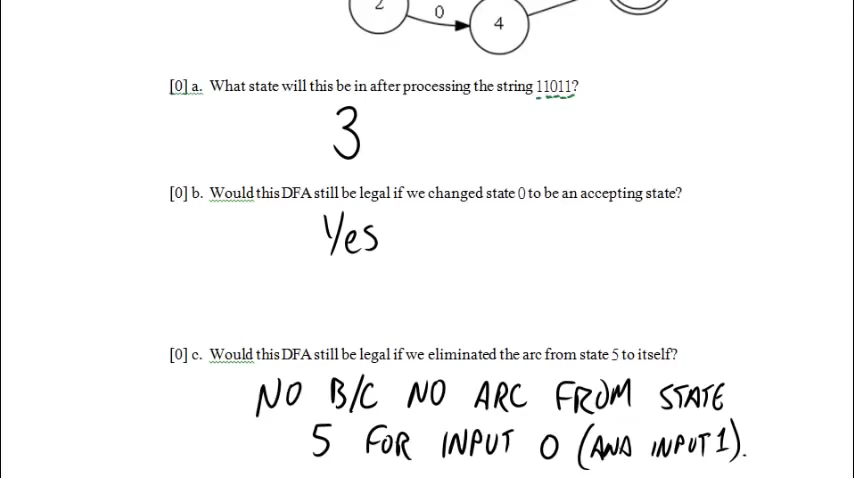 2
0
4
[0] a. What state will this be in after processing the string 11011?
3
[0] b. Would this DFA still be legal if we changed state 0 to be an accepting state?
Yes
[0] c. Would this DFA still be legal if we eliminated the arc from state 5 to itself?
NO B/C NO ARC FROM STATE
5 FOR INPUT 0 (AND INPUT 1).